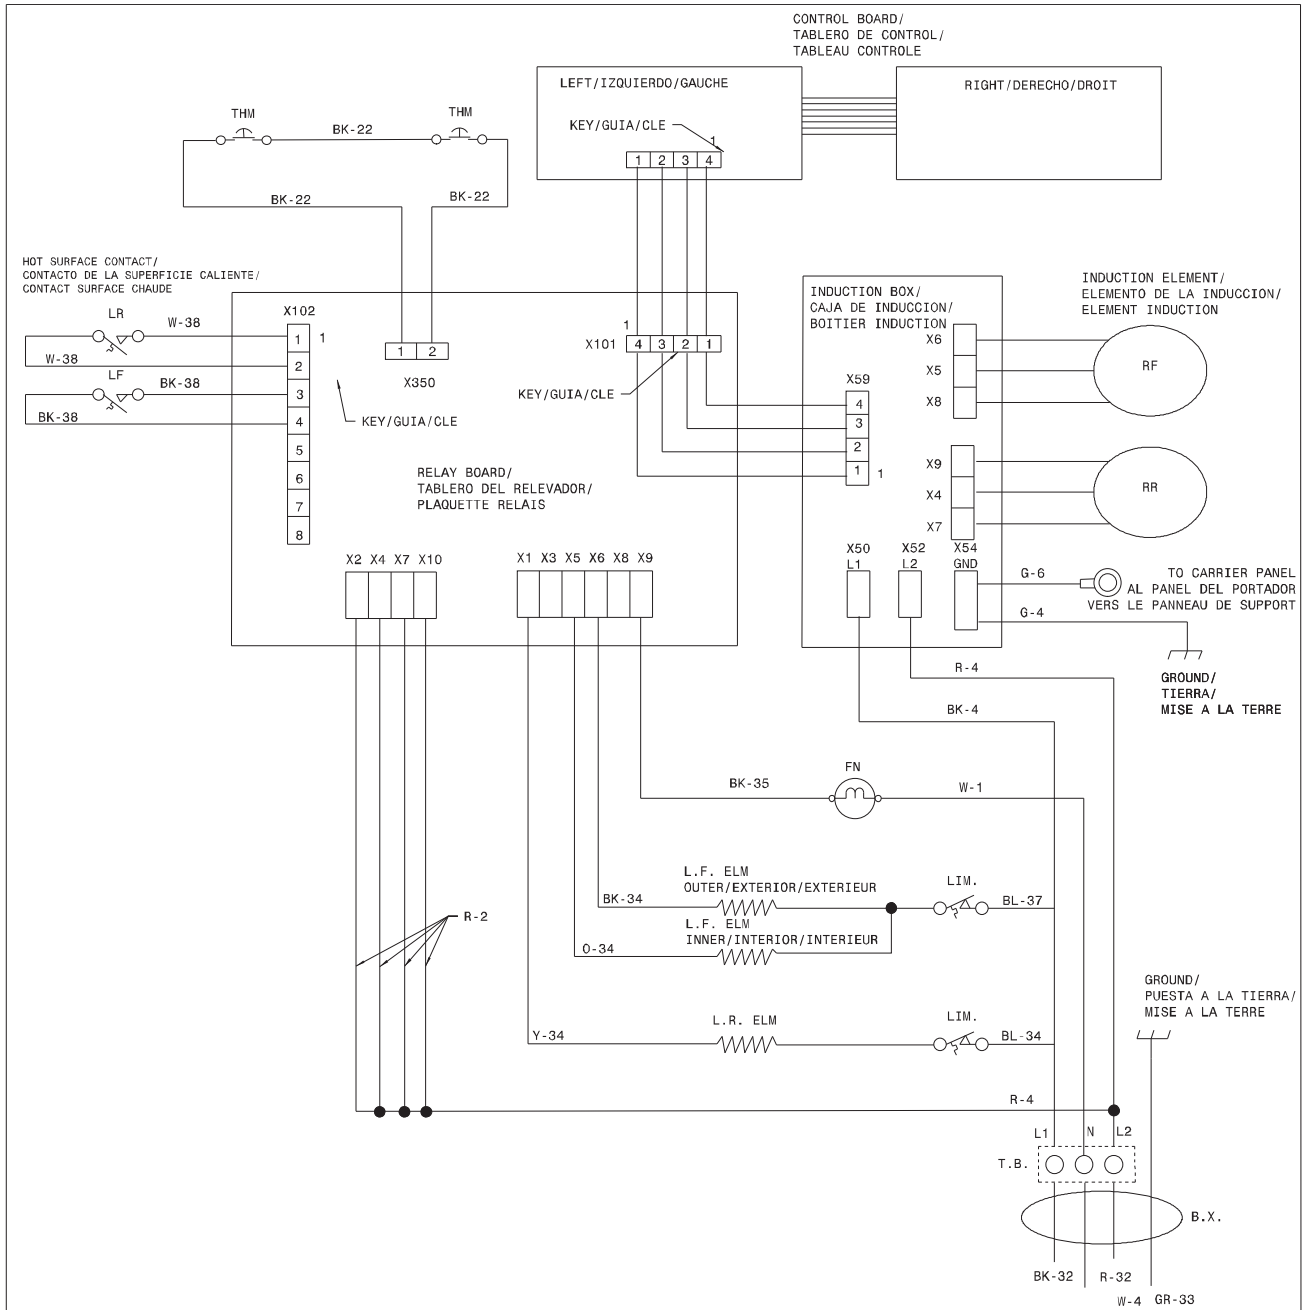 CONTROL BOARD/
TABLERO DE CONTROL/
TABLEAU CONTROLE
LEFT/IZQUIERDO/GAUCHE
RIGHT/DERECHO/DROIT
KEY/GUIA/CLE
1
1 2 3 4
THM
BK-22
THM
BK-22
BK-22
HOT SURFACE CONTACT/
CONTACTO DE LA SUPERFICIE CALIENTE/
CONTACT SURFACE CHAUDE
LR
W-38
W-38
LF
BK-38
BK-38
X102
1
1
2
3
4
5
6
7
8
1 2
X350
KEY/GUIA/CLE
1
X101
4 3 2 1
KEY/GUIA/CLE
RELAY BOARD/
TABLERO DEL RELEVADOR/
PLAQUETTE RELAIS
INDUCTION BOX/
CAJA DE INDUCCION/
BOITIER INDUCTION
X6
X5
X8
X59
4
3
2
1
1
X9
X4
X7
INDUCTION ELEMENT/
ELEMENTO DE LA INDUCCION/
ELEMENT INDUCTION
RF
RR
X50
L1
X52
L2
X54
GND
G-6
TO CARRIER PANEL
AL PANEL DEL PORTADOR
VERS LE PANNEAU DE SUPPORT
G-4
GROUND/
TIERRA/
MISE A LA TERRE
X2 X4 X7 X10
X1 X3 X5 X6 X8 X9
R-4
BK-4
FN
BK-35
W-1
L.F. ELM
OUTER/EXTERIOR/EXTERIEUR
BK-34
LIM.
BL-37
L.F. ELM
INNER/INTERIOR/INTERIEUR
O-34
R-2
L.R. ELM
Y-34
LIM.
BL-34
GROUND/
PUESTA A LA TIERRA/
MISE A LA TERRE
R-4
L1 N L2
T.B.
B.X.
BK-32
R-32
W-4
GR-33